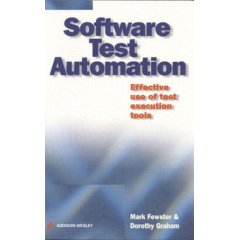 Software
Test
Automation
Effective
use of test
execution
tools
ADDISON-WESLEY
Mark Fewster &
Dorothy Graham